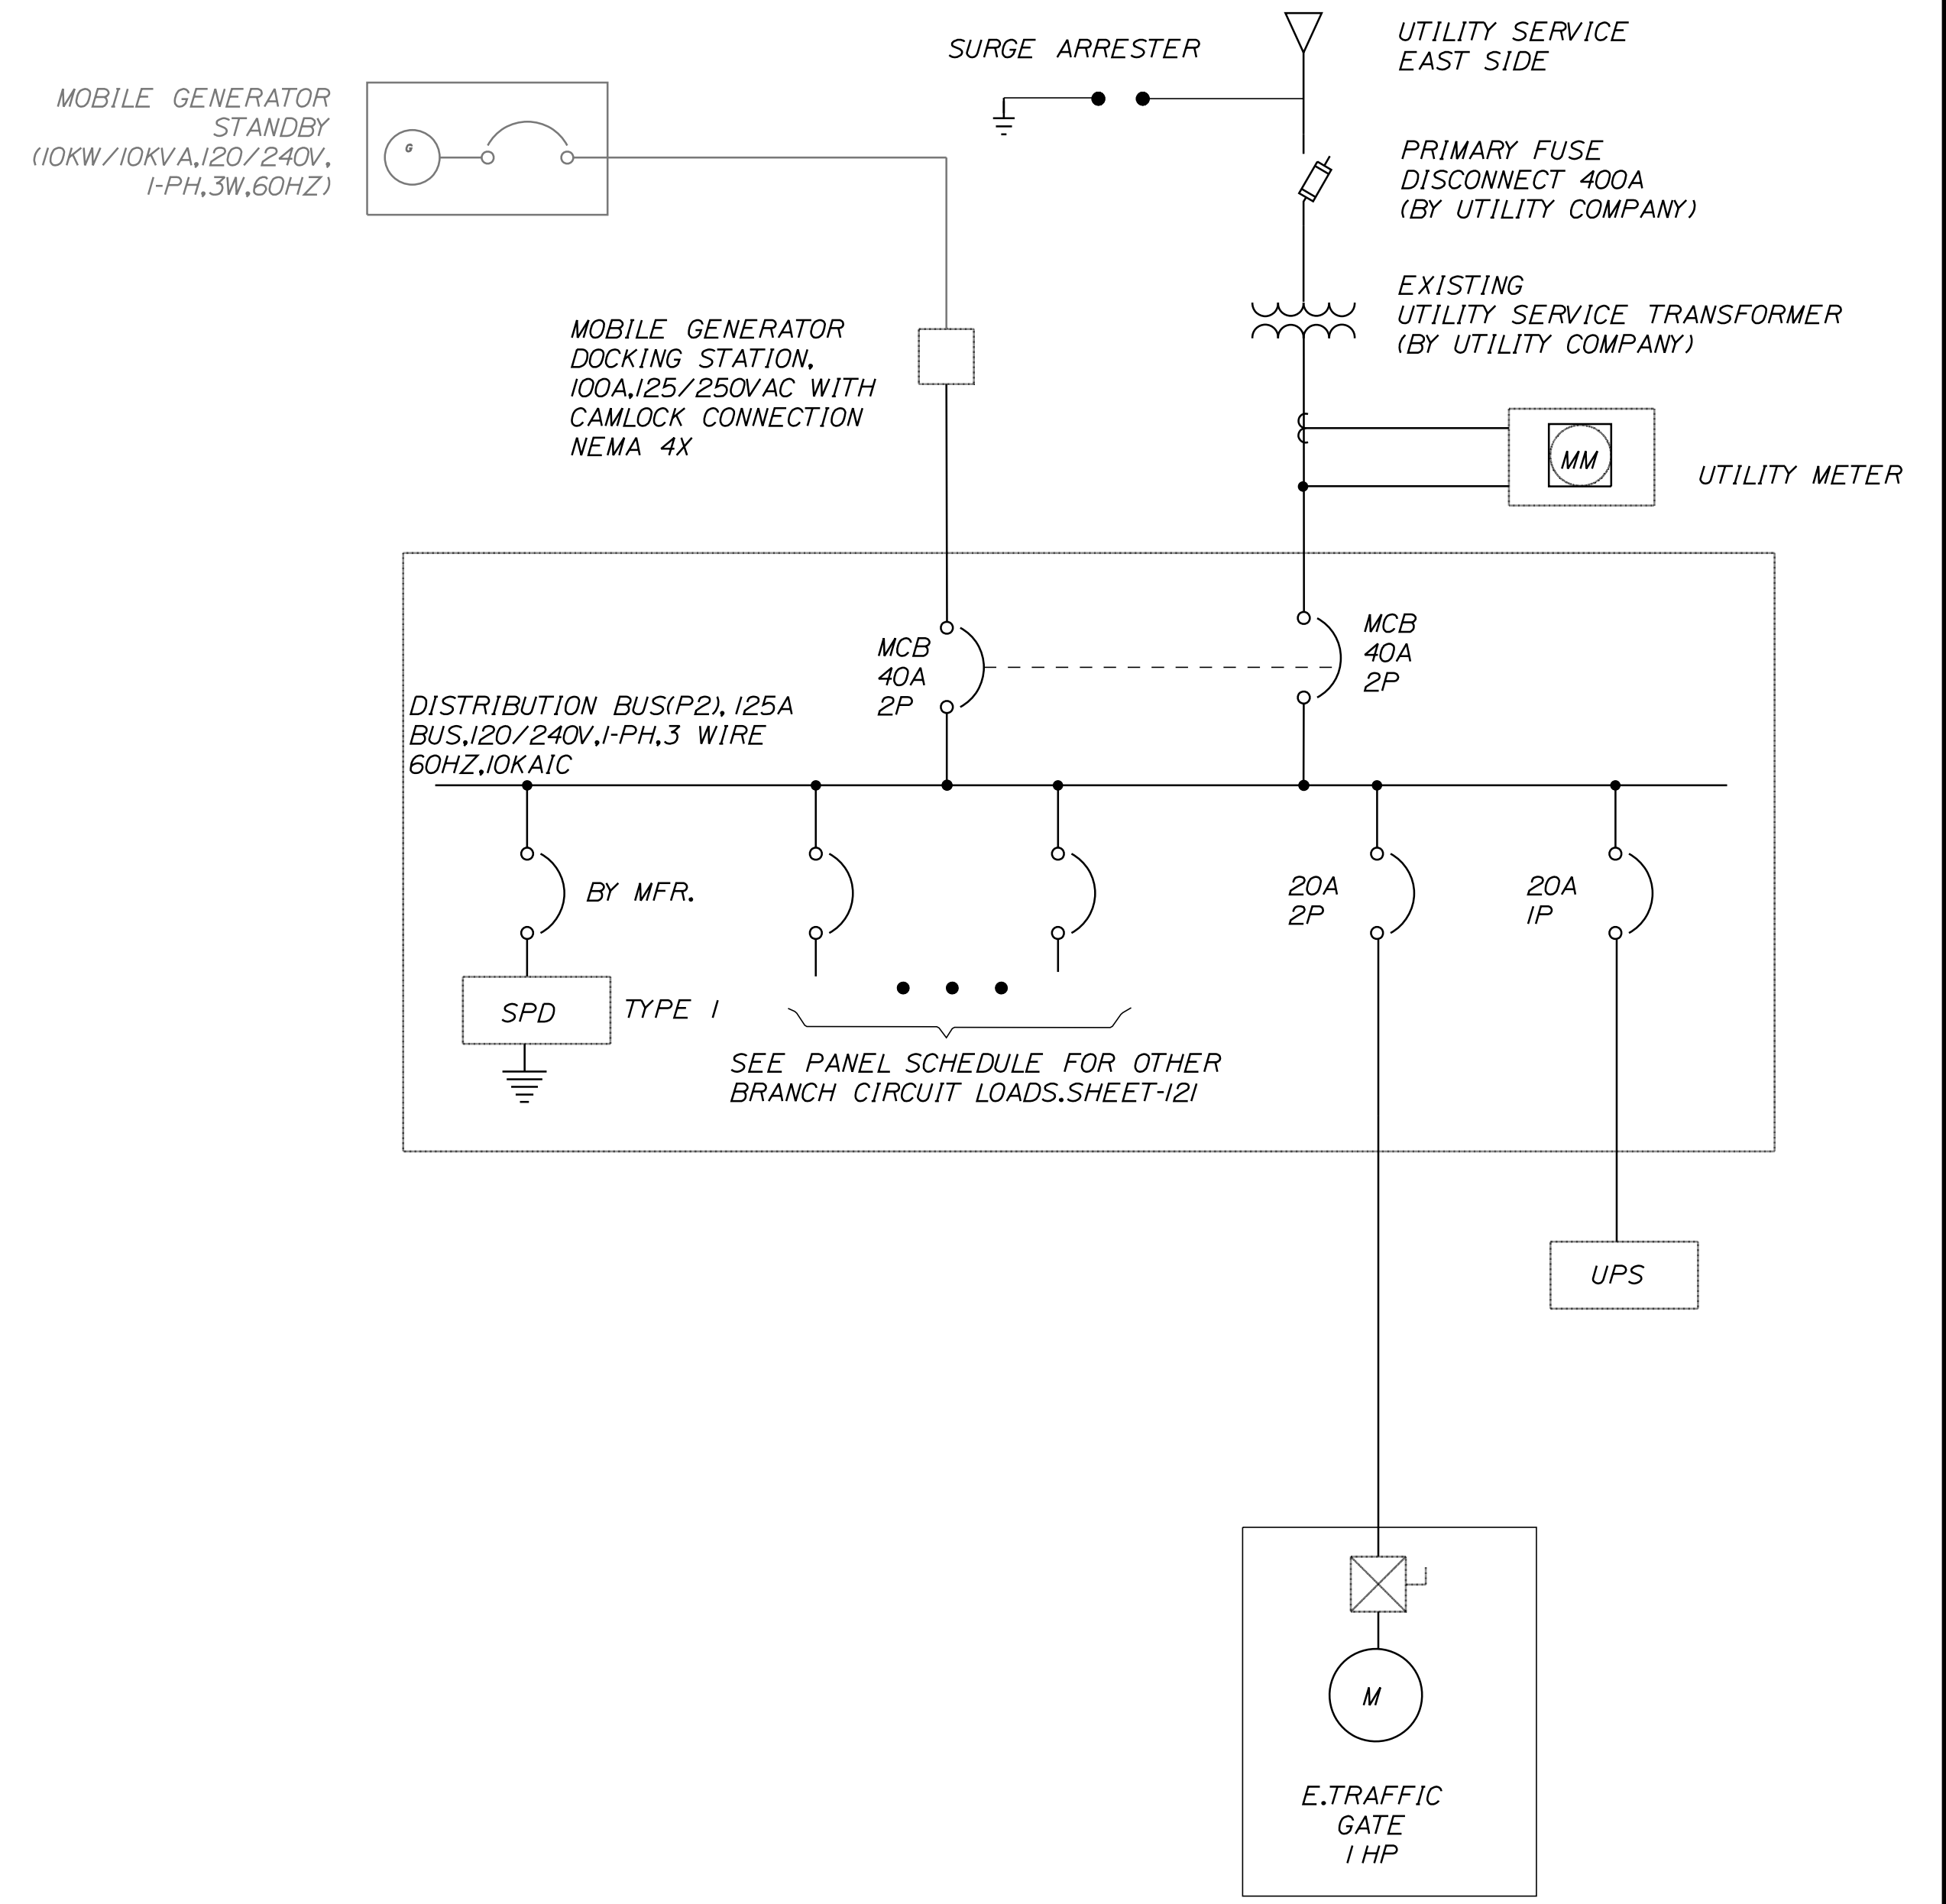 SURGE ARRESTER
UTILITY SERVICE
EAST SIDE
MOBILE GENERATOR
STANDBY
(10KW/10KVA,120/240V,
1-PH,3W,60HZ)
G
PRIMARY FUSE
DISCONNECT 400A
(BY UTILITY COMPANY)
EXISTING
UTILITY SERVICE TRANSFORMER
(BY UTILITY COMPANY)
MOBILE GENERATOR
DOCKING STATION,
100A,125/250VAC WITH
CAMLOCK CONNECTION
NEMA 4X
MM
UTILITY METER
MCB
40A
2P
MCB
40A
2P
DISTRIBUTION BUS(P2), 125A
BUS,120/240V,1-PH,3 WIRE
60HZ,10KAIC
BY MFR.
20A
2P
20A
1P
SPD
TYPE 1
SEE PANEL SCHEDULE FOR OTHER
BRANCH CIRCUIT LOADS.SHEET-121
UPS
M
E.TRAFFIC
GATE
1 HP